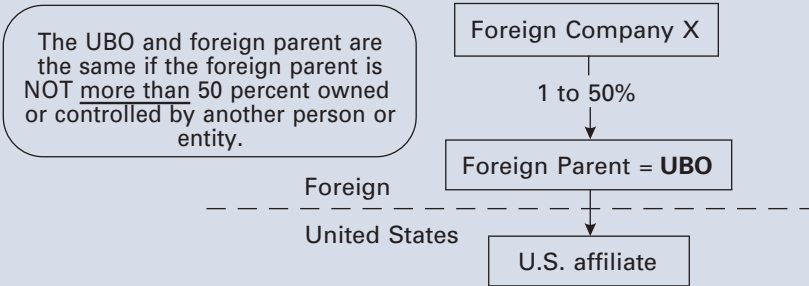 The UBO and foreign parent are
the same if the foreign parent is
NOT more than 50 percent owned
or controlled by another person or
entity.
Foreign Company X
1 to 50%
Foreign Parent = UBO
Foreign
United States
U.S. affiliate